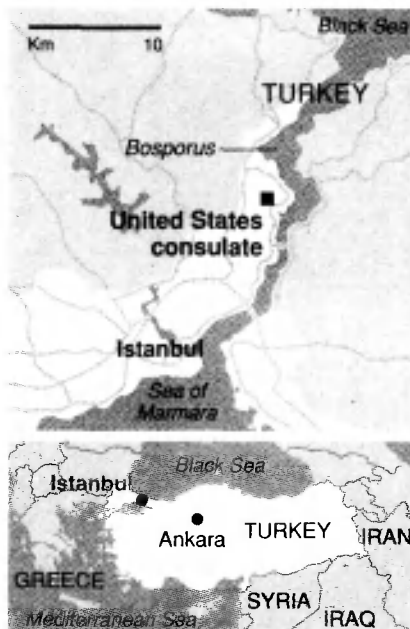 Km 10
Black Sea
TURKEY
Bosporus
United States
consulate
Istanbul
Sea of
Marmara
Black Sea
Istanbul
Ankara
TURKEY
IRAN
GREECE
SYRIA
Mediterranean Sea
IRAQ